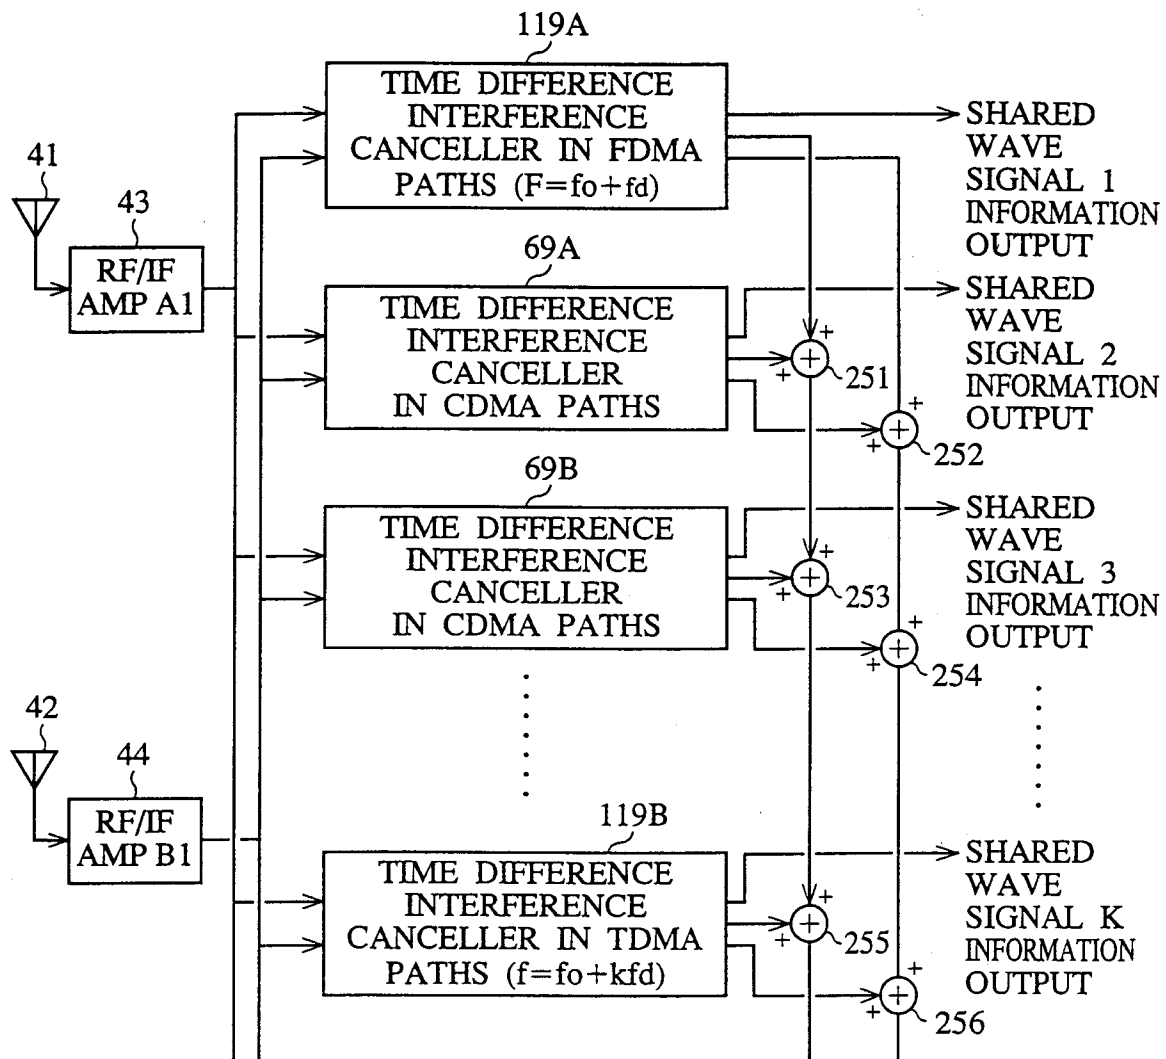 119A
TIME DIFFERENCE
INTERFERENCE
CANCELLER IN FDMA
PATHS (F=fo+fd)
SHARED
WAVE
SIGNAL 1
INFORMATION
OUTPUT
41
43
RF/IF
AMP A1
69A
TIME DIFFERENCE
INTERFERENCE
CANCELLER
IN CDMA PATHS
+
+
+
251
+
+
+
252
SHARED
WAVE
SIGNAL 2
INFORMATION
OUTPUT
69B
TIME DIFFERENCE
INTERFERENCE
CANCELLER
IN CDMA PATHS
+
+
+
253
+
+
+
254
SHARED
WAVE
SIGNAL 3
INFORMATION
OUTPUT
42
44
RF/IF
AMP B1
119B
TIME DIFFERENCE
INTERFERENCE
CANCELLER IN TDMA
PATHS (f=fo+kfd)
+
+
+
255
+
+
+
256
SHARED
WAVE
SIGNAL K
INFORMATION
OUTPUT